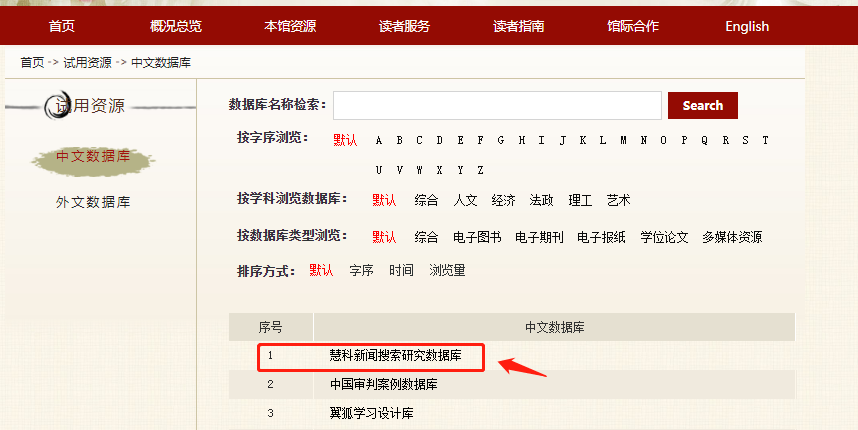 首页 概况总览 本馆资源 读者服务 读者指南 馆际合作 English
首页 -> 试用资源 -> 中文数据库
试用资源
中文数据库
外文数据库
数据库名称检索： Search
按字序浏览： 默认 A B C D E F G H I J K L M N O P Q R S T
U V W X Y Z
按学科浏览数据库： 默认 综合 人文 经济 法政 理工 艺术
按数据库类型浏览： 默认 综合 电子图书 电子期刊 电子报纸 学位论文 多媒体资源
排序方式： 默认 字序 时间 浏览量
序号 中文数据库
1 慧科新闻搜索研究数据库
2 中国审判案例数据库
3 翼狐学习设计库